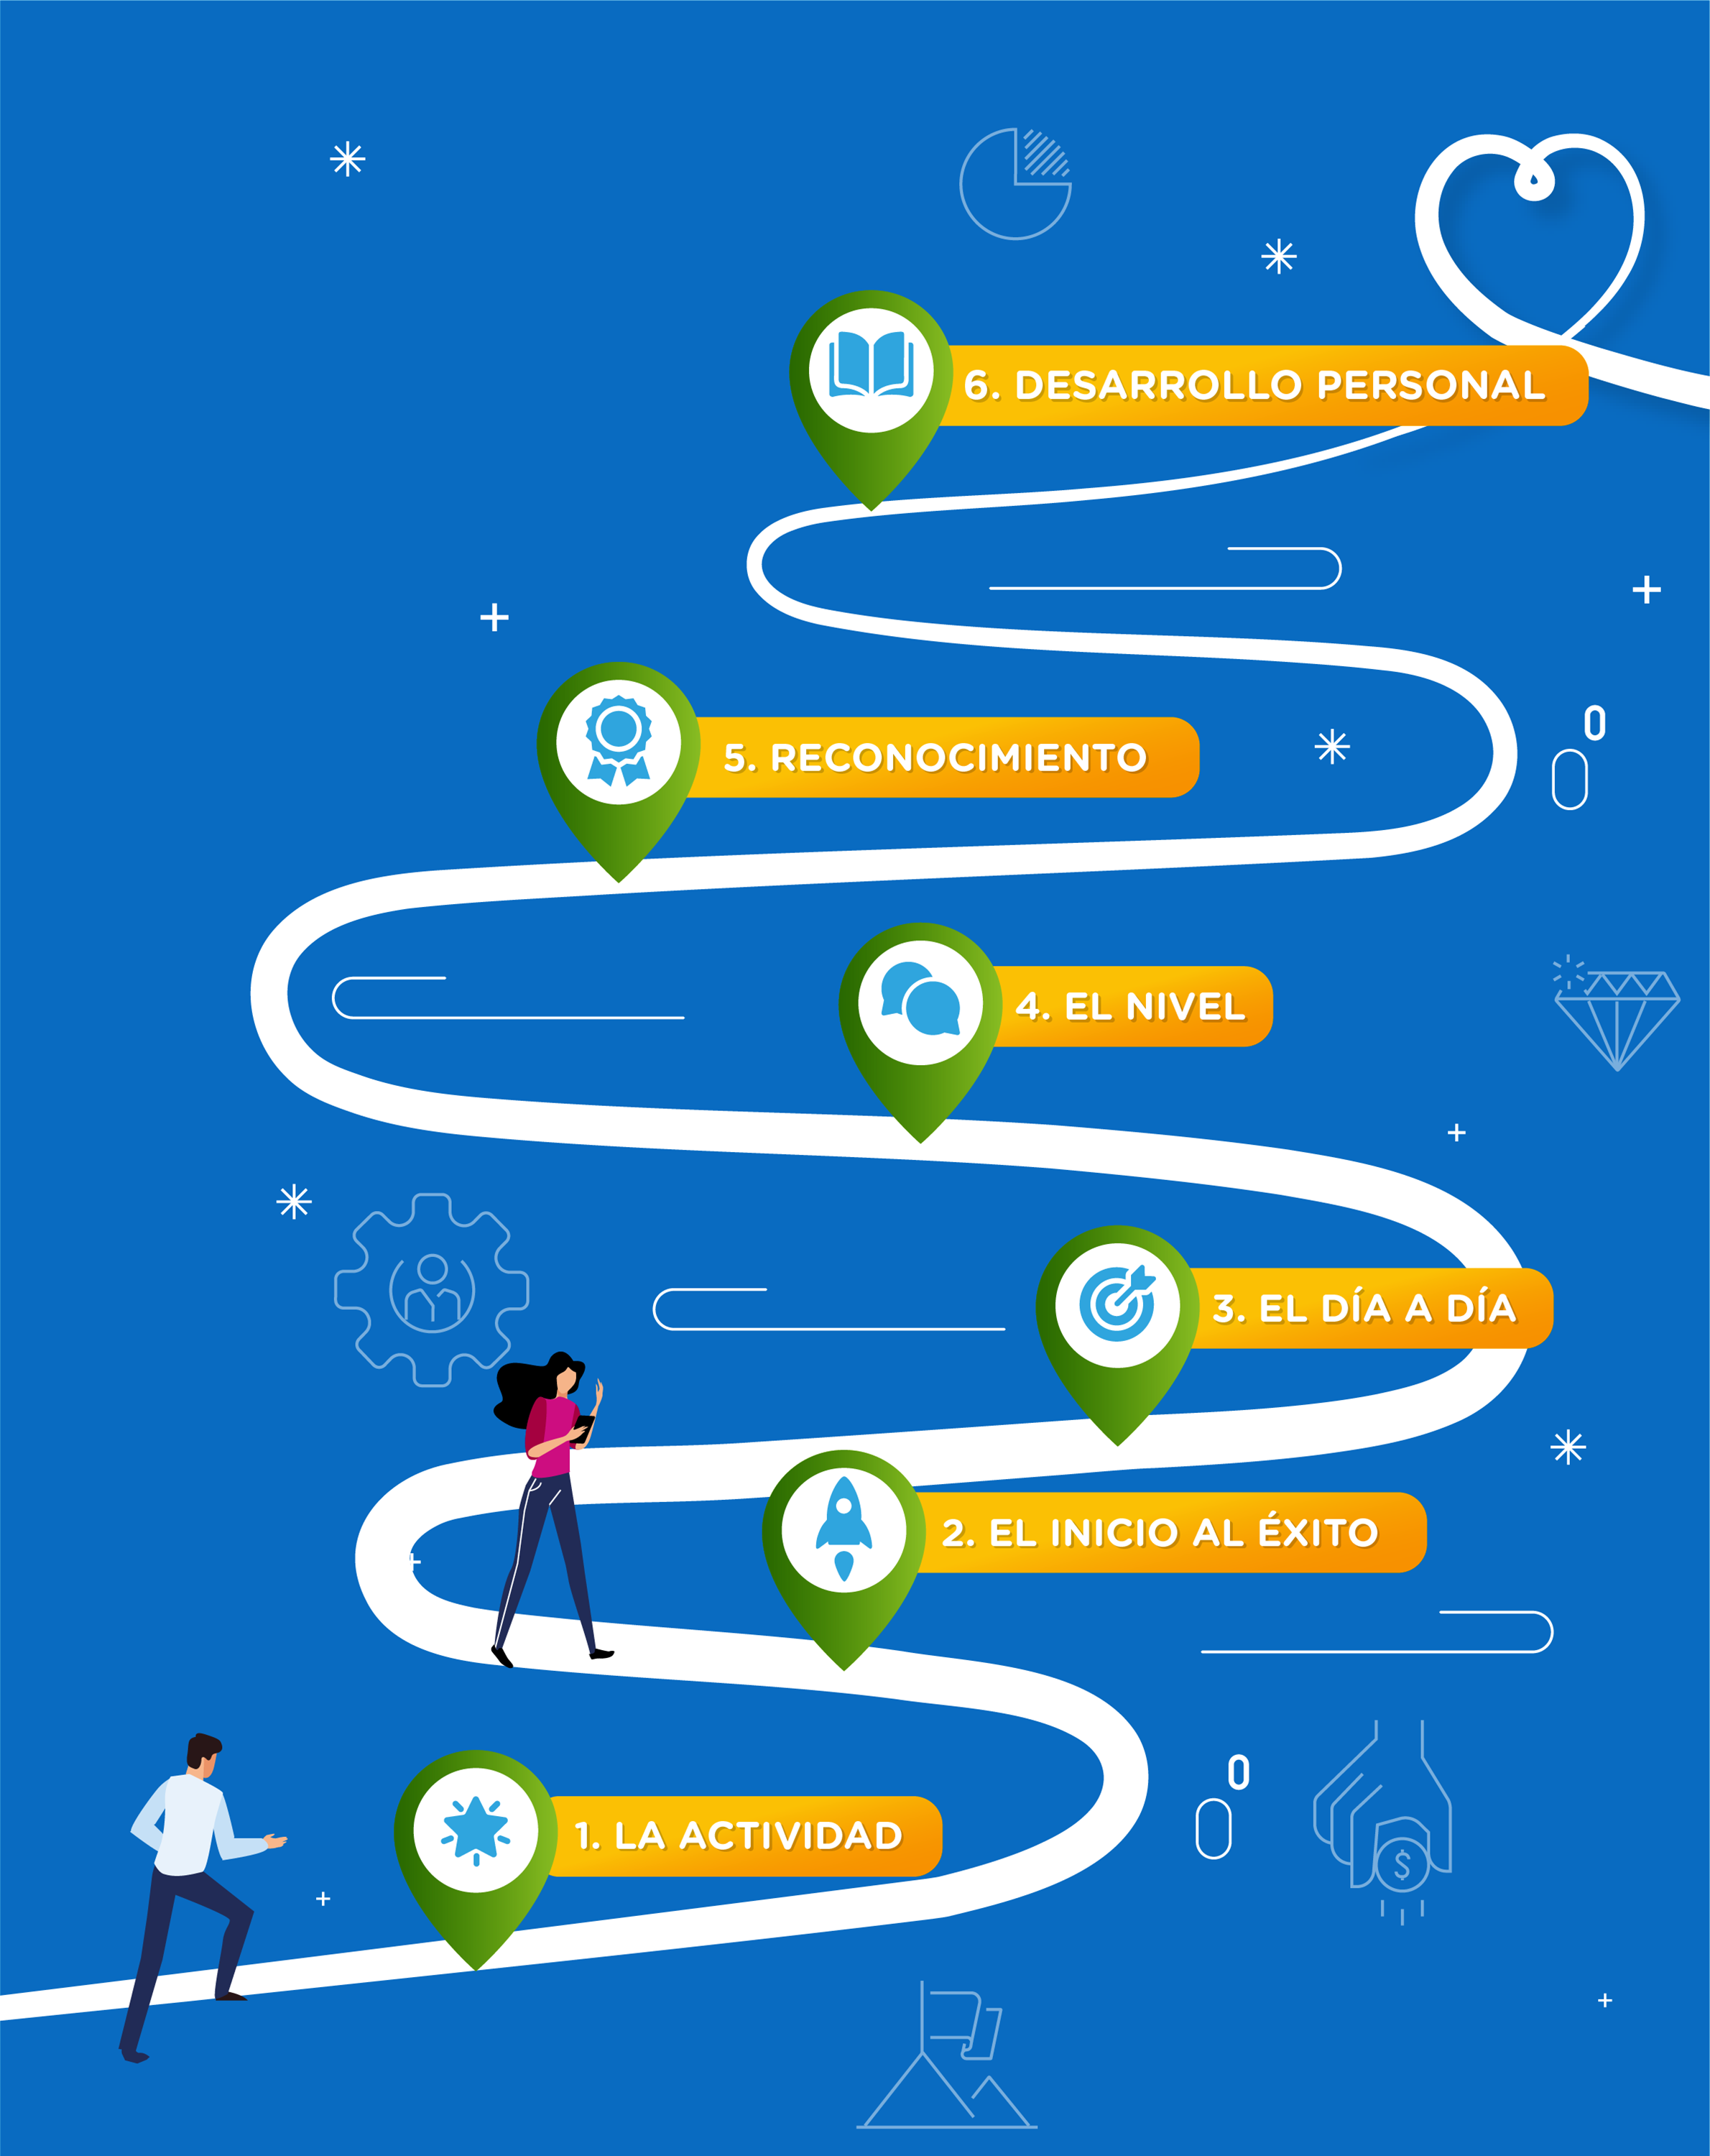 6. DESARROLLO PERSONAL
5. RECONOCIMIENTO
4. EL NIVEL
3. EL DÍA A DÍA
2. EL INICIO AL ÉXITO
1. LA ACTIVIDAD
$